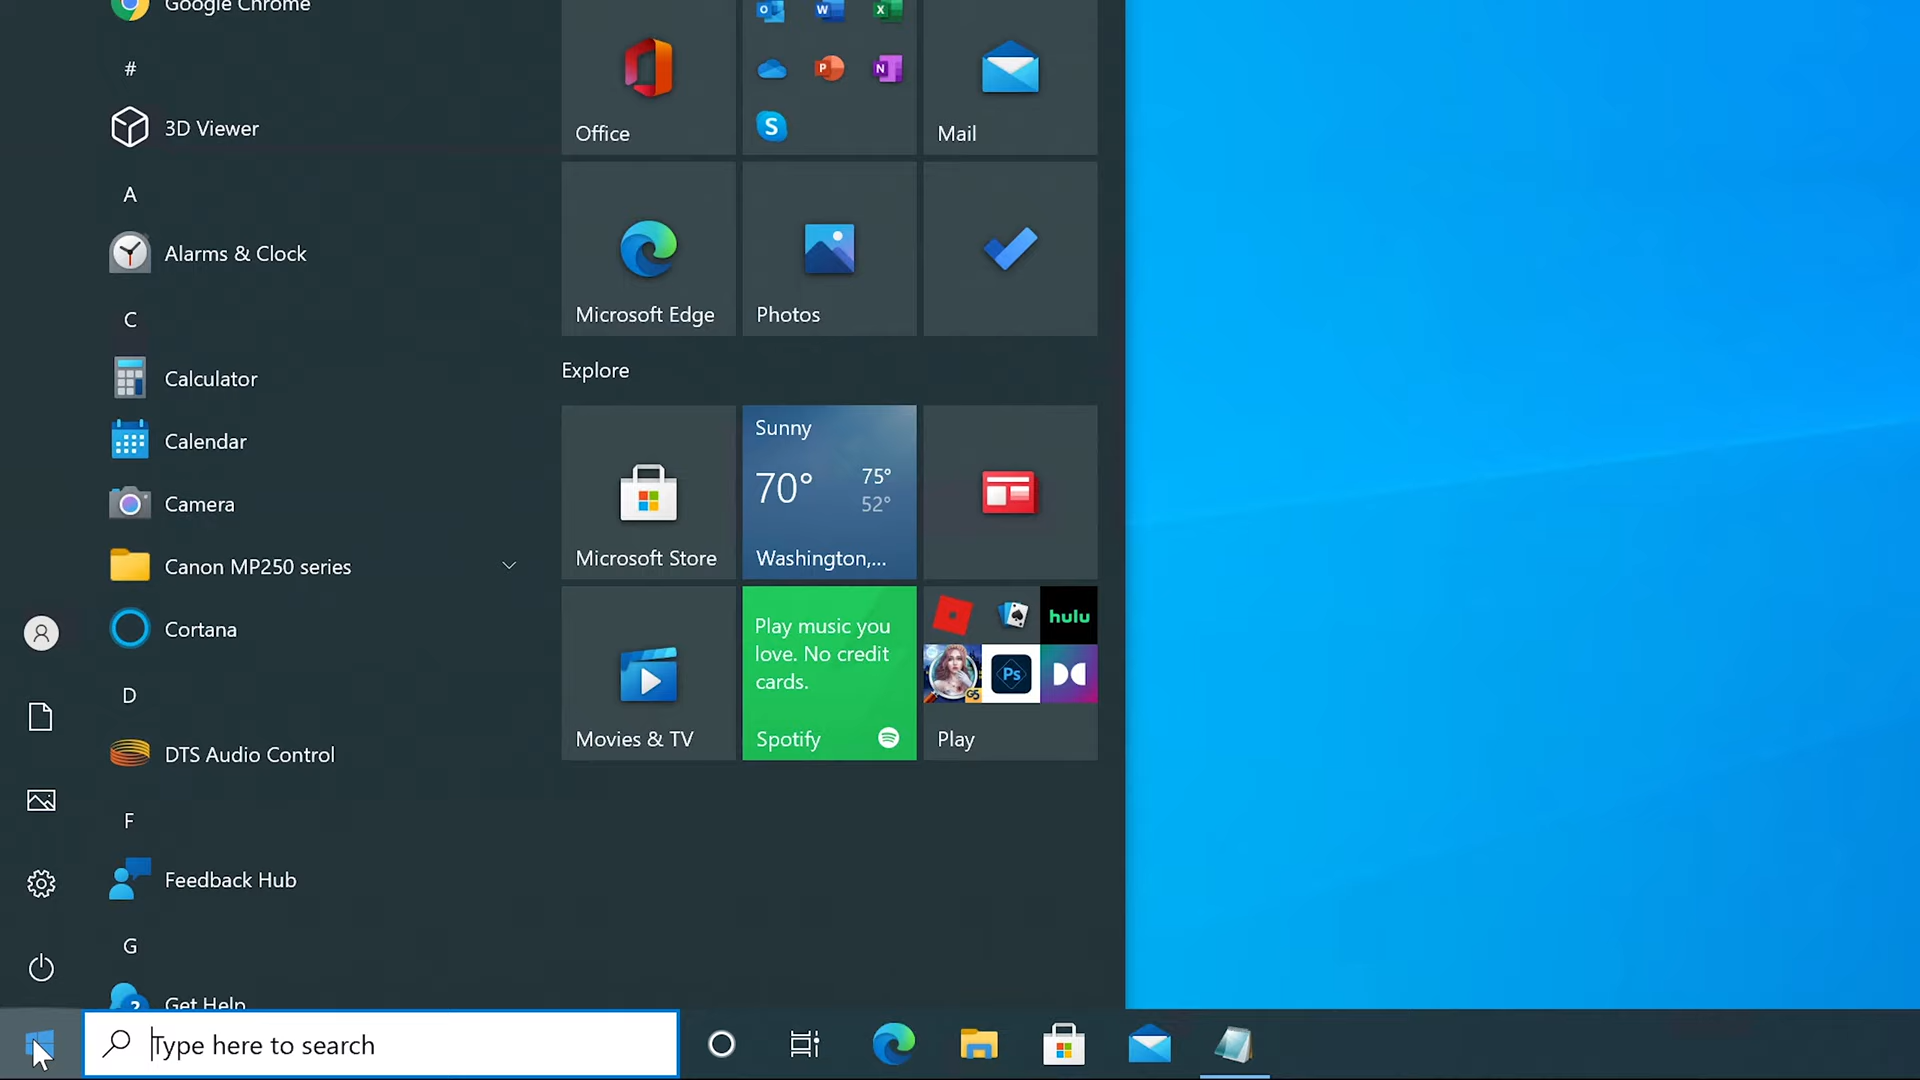 Google Chrome
#
3D Viewer
A
Alarms & Clock
C
Calculator
Calendar
Camera
Canon MP250 series
Cortana
D
DTS Audio Control
F
Feedback Hub
G
Get Help
O
W
X
P
N
S
Office
Mail
Microsoft Edge
Photos
Explore
Microsoft Store
Sunny
70°
75°
52°
Washington,...
Movies & TV
Play music you
love. No credit
cards.
Spotify
hulu
G5
Ps
Play
Type here to search